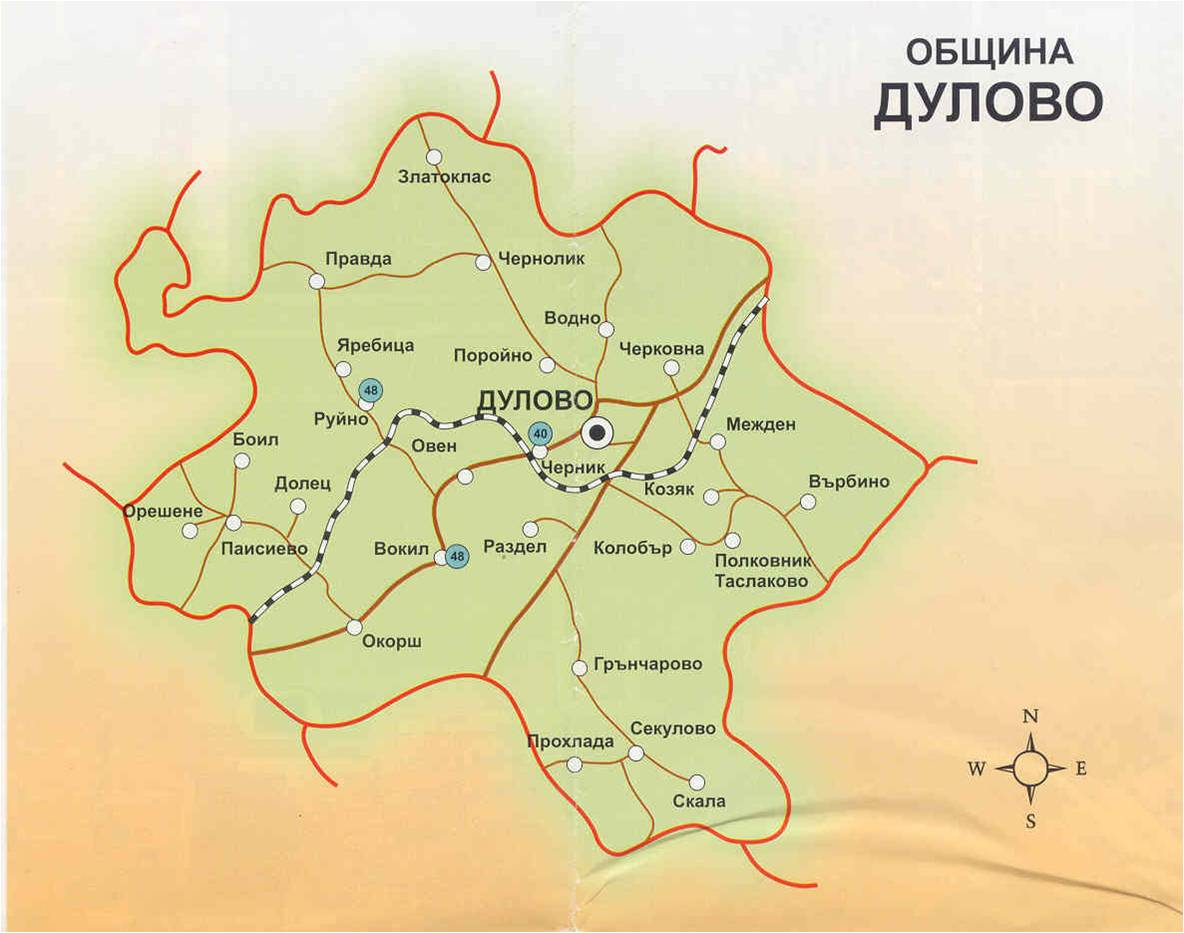 ОБЩИНА
ДУЛОВО
Златоклас
Правда
Чернолик
Водно
Яребица
Поройно
Черковна
48
ДУЛОВО
Руйно
40
Межден
Боил
Овен
Черник
Долец
Козяк
Върбино
Орешене
Паисиево
Вокил
48
Раздел
Колобър
Полковник
Таслаково
Окорш
Грънчарово
Секулово
Прохлада
Скала
N
W
E
S